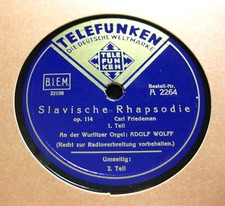 TELEFUNKEN
DIE DEUTSCHE WELTMARKE
TELE
FUN
KEN
B.I.E.M.
22198
Bestell-Nr.
A 2264
Slavische Rhapsodie
op. 114 Carl Friedeman
1. Teil
An der Wurlitzer Orgel: ADOLF WOLFF
(Recht zur Radioverbreitung vorbehalten.)
Umseitig:
2. Teil